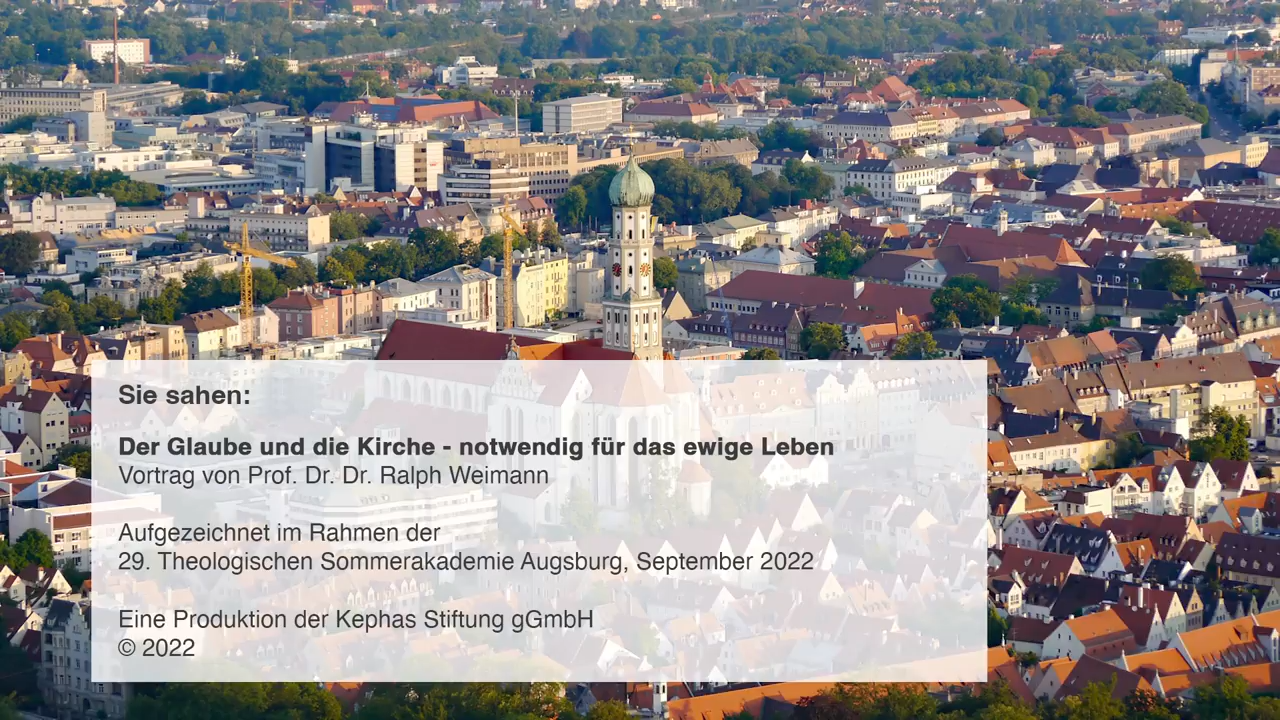 Sie sahen:
Der Glaube und die Kirche - notwendig für das ewige Leben
Vortrag von Prof. Dr. Dr. Ralph Weimann
Aufgezeichnet im Rahmen der
29. Theologischen Sommerakademie Augsburg, September 2022
Eine Produktion der Kephas Stiftung gGmbH
© 2022